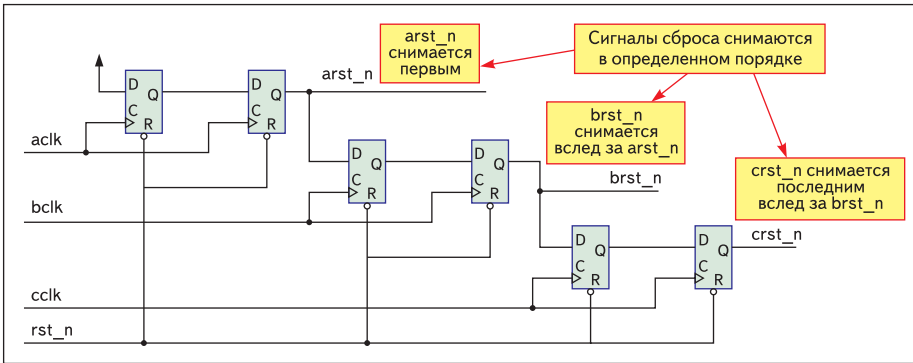 arst_n
снимается
первым
Сигналы сброса снимаются
в определенном порядке
arst_n
D
Q
C
R
D
Q
C
R
aclk
brst_n
снимается
вслед за arst_n
D
Q
C
R
D
Q
C
R
brst_n
crst_n снимается
последним
вслед за brst_n
bclk
D
Q
C
R
D
Q
C
R
crst_n
cclk
rst_n